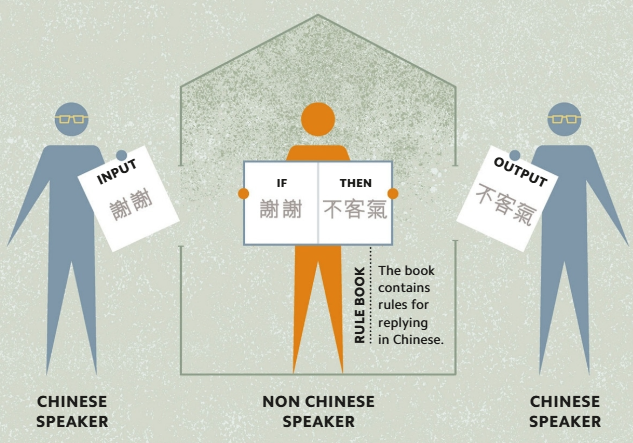 INPUT
謝謝
IF
謝謝
THEN
不客氣
OUTPUT
不客氣
RULE BOOK
The book
contains
rules for
replying
in Chinese.
CHINESE
SPEAKER
NON CHINESE
SPEAKER
CHINESE
SPEAKER